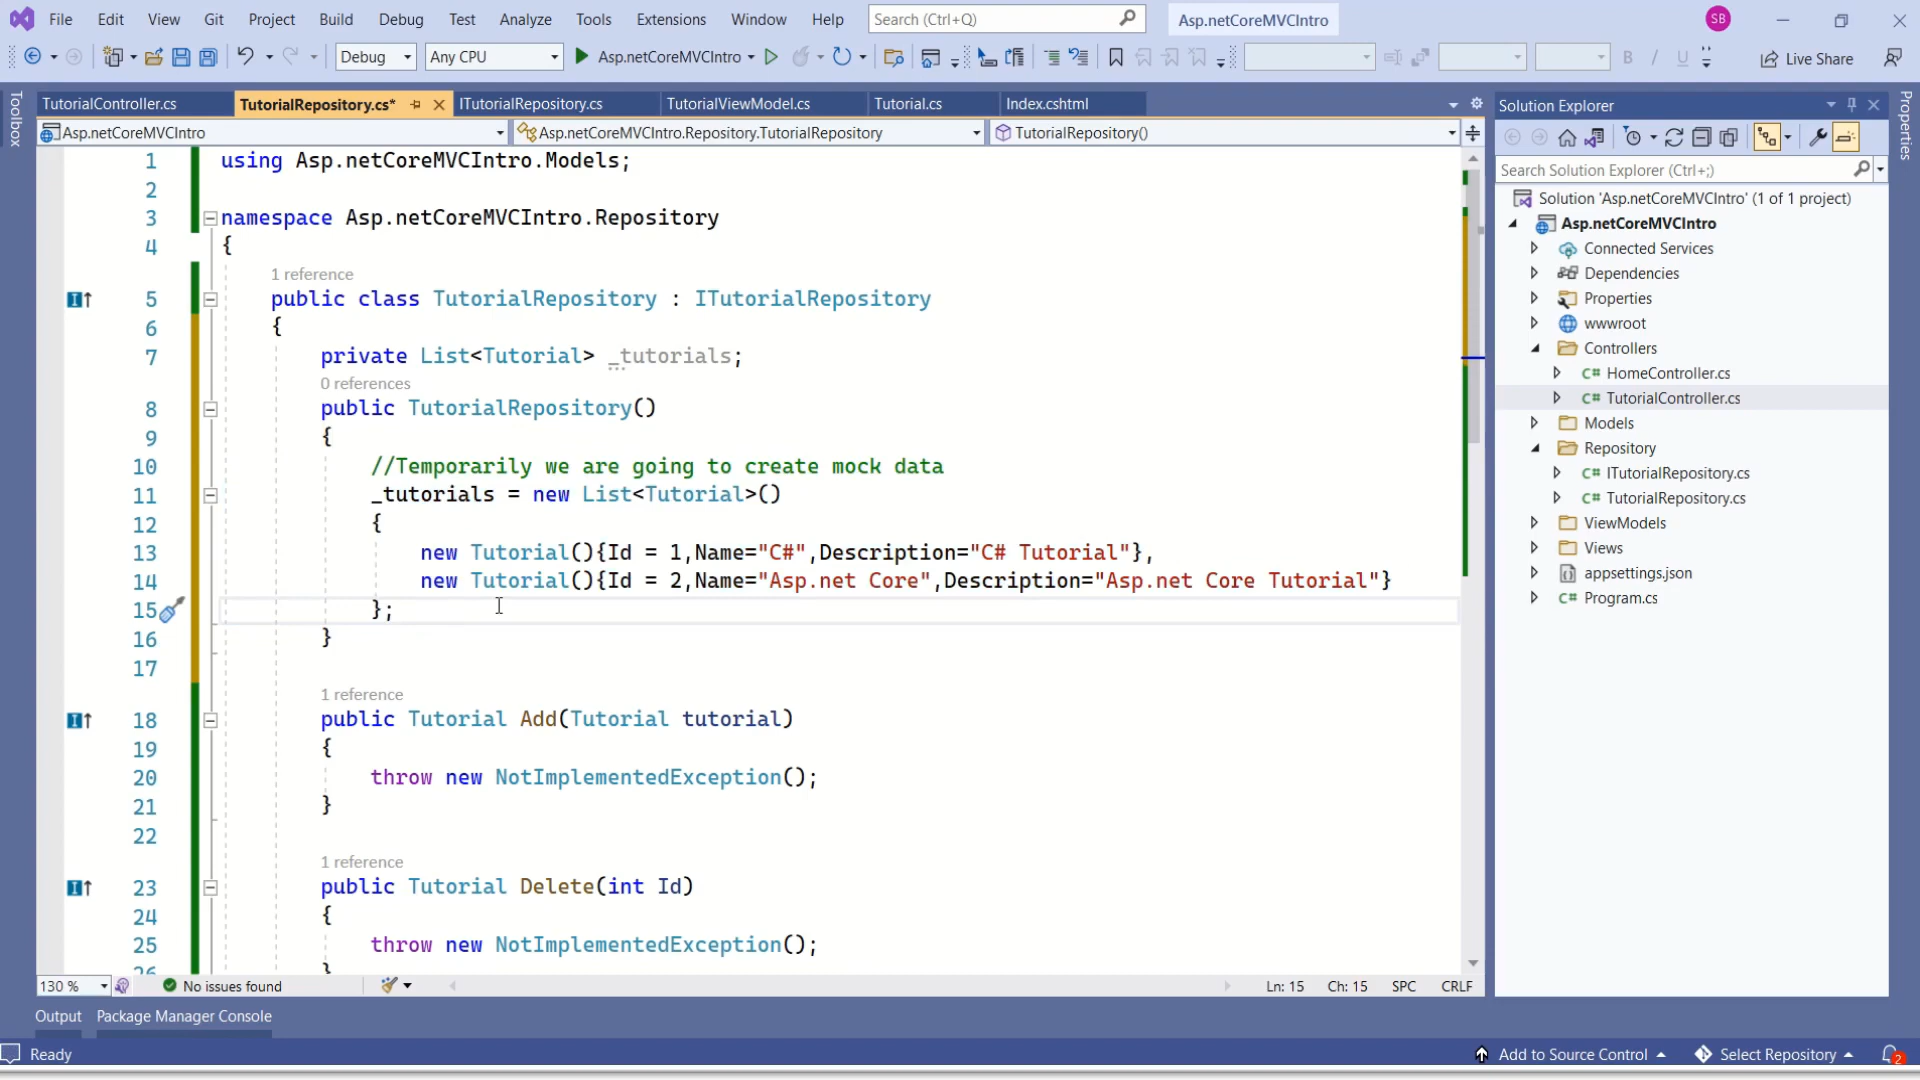 File Edit View Git Project Build Debug Test Analyze Tools Extensions Window Help Search (Ctrl+Q) Asp.netCoreMVCIntro SB
Debug Any CPU Asp.netCoreMVCIntro Live Share
Toolbox
TutorialController.cs TutorialRepository.cs* ITutorialRepository.cs TutorialViewModel.cs Tutorial.cs Index.cshtml
Asp.netCoreMVCIntro Asp.netCoreMVCIntro.Repository.TutorialRepository TutorialRepository()
1 using Asp.netCoreMVCIntro.Models;
2
3 namespace Asp.netCoreMVCIntro.Repository
4 {
1 reference
5 public class TutorialRepository : ITutorialRepository
6 {
7 private List<Tutorial> _tutorials;
0 references
8 public TutorialRepository()
9 {
10 //Temporarily we are going to create mock data
11 _tutorials = new List<Tutorial>()
12 {
13 new Tutorial(){Id = 1,Name="C#",Description="C# Tutorial"},
14 new Tutorial(){Id = 2,Name="Asp.net Core",Description="Asp.net Core Tutorial"}
15 };
16 }
17
1 reference
18 public Tutorial Add(Tutorial tutorial)
19 {
20 throw new NotImplementedException();
21 }
22
1 reference
23 public Tutorial Delete(int Id)
24 {
25 throw new NotImplementedException();
26 }
130 % No issues found Ln: 15 Ch: 15 SPC CRLF
Solution Explorer
Search Solution Explorer (Ctrl+;)
Solution 'Asp.netCoreMVCIntro' (1 of 1 project)
Asp.netCoreMVCIntro
Connected Services
Dependencies
Properties
wwwroot
Controllers
C# HomeController.cs
C# TutorialController.cs
Models
Repository
C# ITutorialRepository.cs
C# TutorialRepository.cs
ViewModels
Views
appsettings.json
C# Program.cs
Properties
Output Package Manager Console
Ready Add to Source Control Select Repository 2